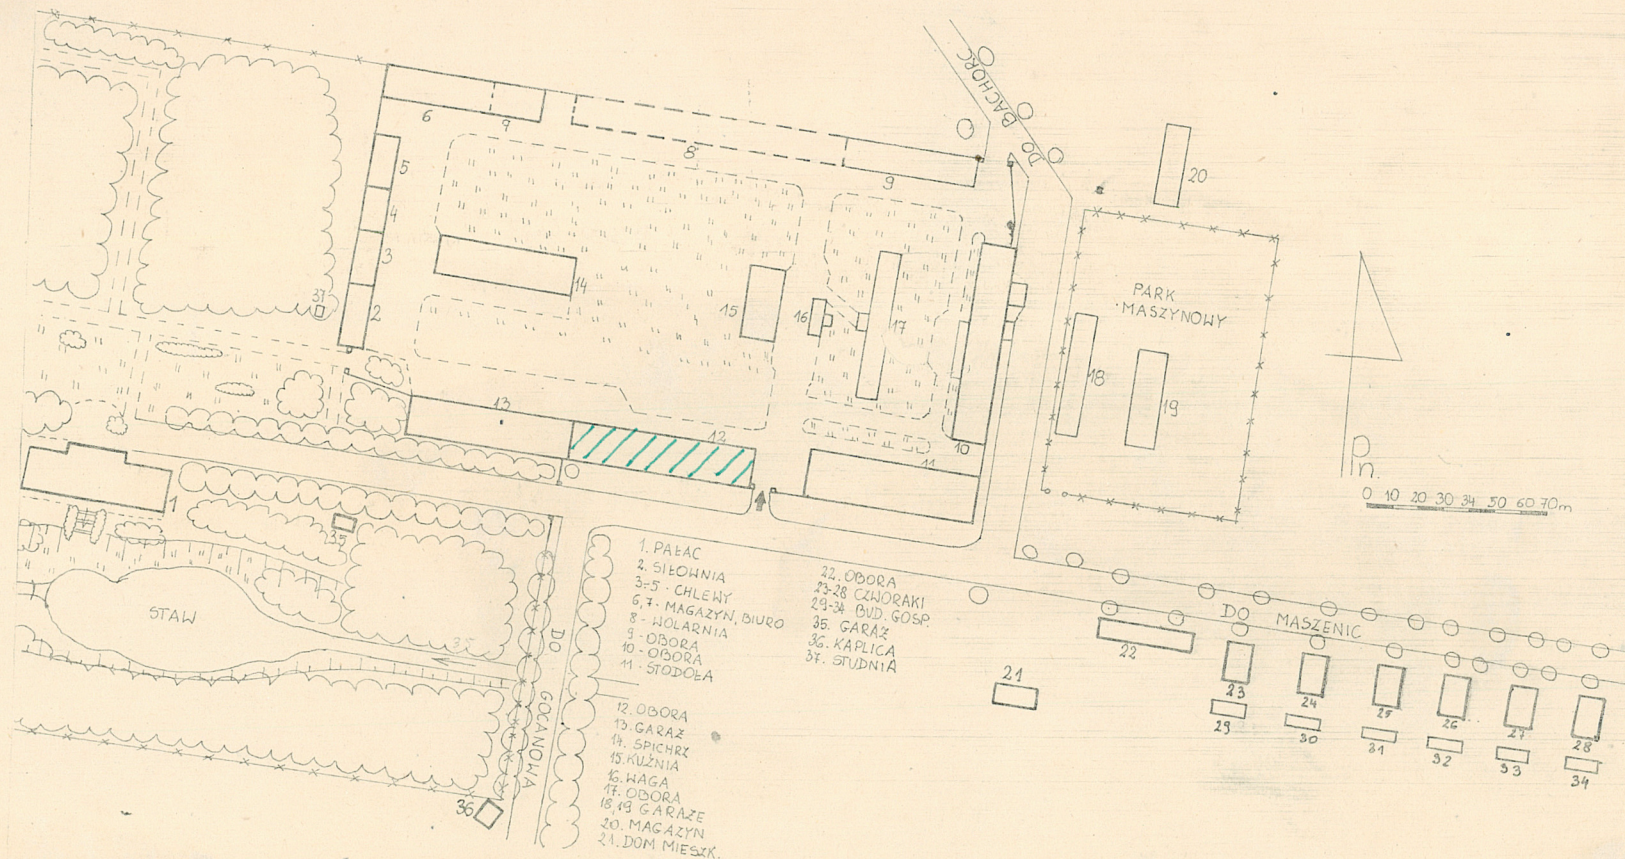 DO BACHORC
6
9
8
9
20
5
4
3
2
37
14
15
16
17
10
11
PARK
MASZYNOWY
18
19
Pn.
0 10 20 30 34 50 60 70m
13
12
1
35
STAW
35
DO GOCANOWA
36
1. PAŁAC
2. SIŁOWNIA
3-5 - CHLEWY
6,7 - MAGAZYN, BIURO
8 - WOLARNIA
9 - OBORA
10 - OBORA
11 - STODOŁA
12. OBORA
13. GARAŻ
14. SPICHRZ
15. KUŹNIA
16. WAGA
17. OBORA
18,19 GARAŻE
20. MAGAZYN
21. DOM MIESZK.
22. OBORA
23-28 CZWORAKI
29-34 BUD. GOSP.
35. GARAŻ
36. KAPLICA
37. STUDNIA
DO MASZENIC
21
22
23
24
25
26
27
28
29
30
31
32
33
34